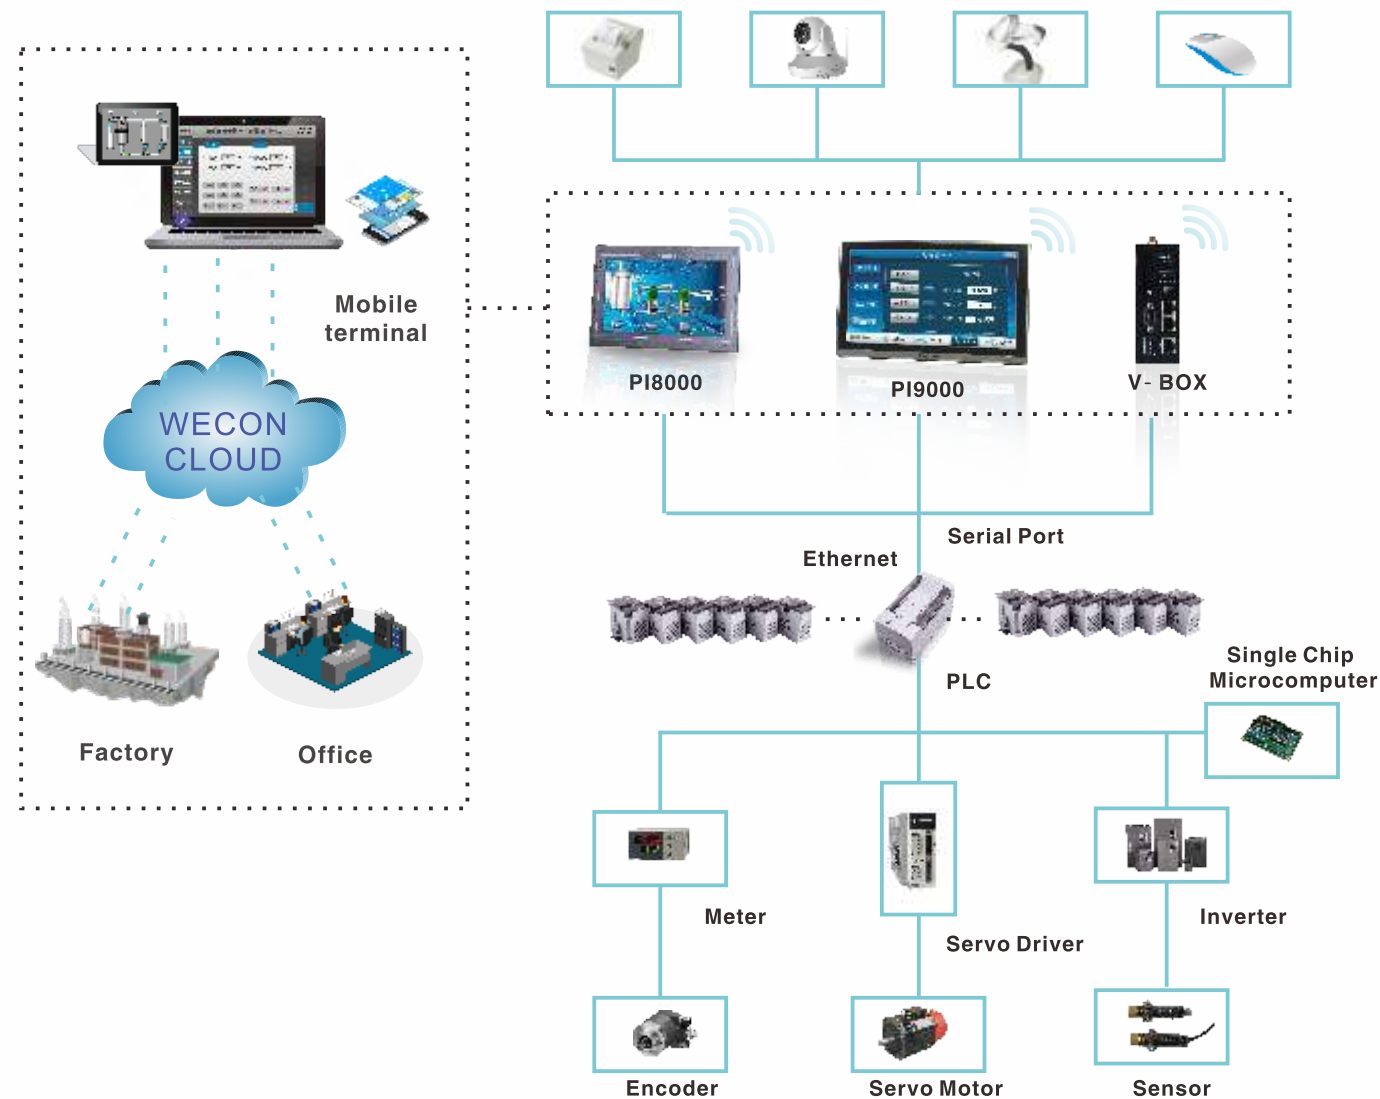 Mobile
terminal
WECON
CLOUD
Factory
Office
PI8000
PI9000
V- BOX
Serial Port
Ethernet
PLC
Single Chip
Microcomputer
Meter
Servo Driver
Inverter
Encoder
Servo Motor
Sensor